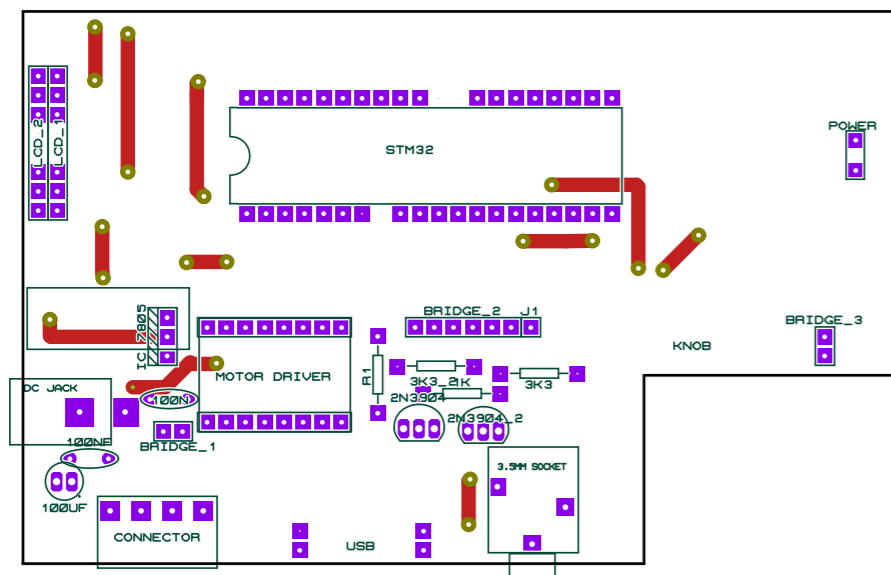 LCD_2
LCD_1
STM32
POWER
IC 7805
BRIDGE_2
J1
BRIDGE_3
KNOB
R1
MOTOR DRIVER
3K3_2
1K
3K3
DC JACK
100N
2N3904
2N3904_2
BRIDGE_1
100NF
3.5MM SOCKET
100UF
CONNECTOR
USB